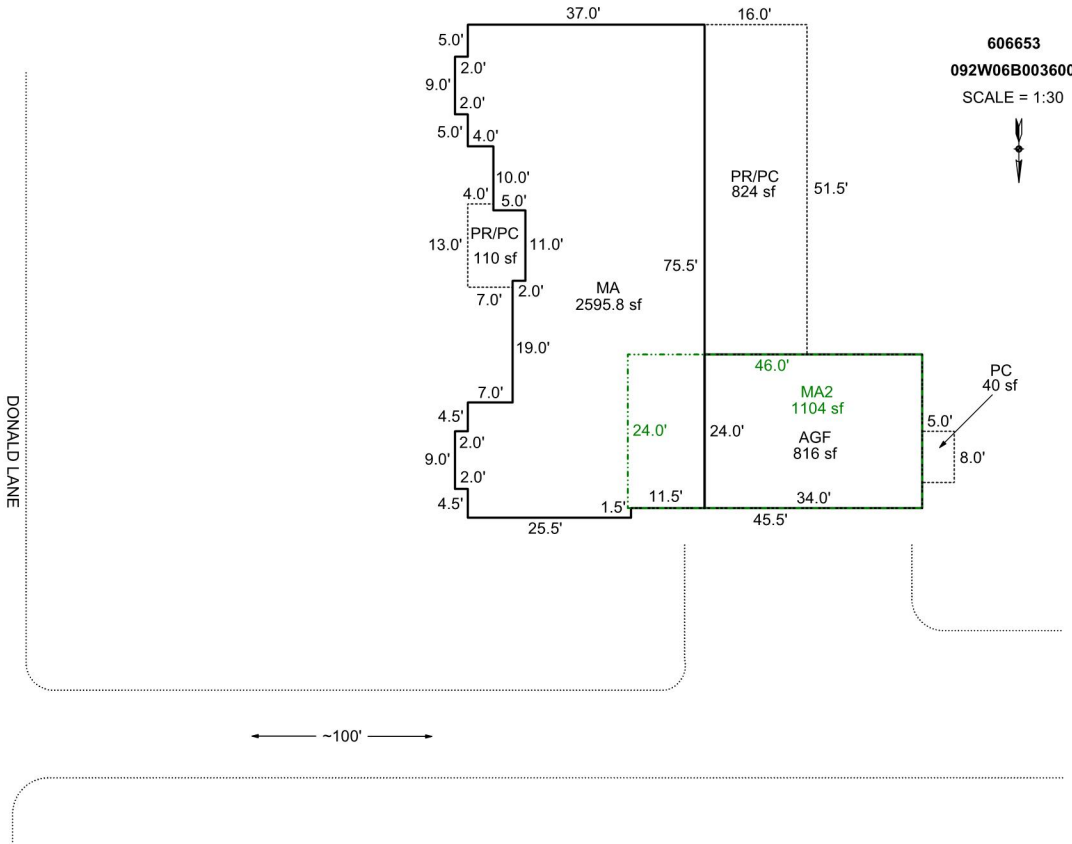 37.0'
16.0'
606653
092W06B003600
SCALE = 1:30
5.0'
2.0'
9.0'
2.0'
5.0'
4.0'
10.0'
4.0'
5.0'
PR/PC
824 sf
51.5'
13.0'
PR/PC
110 sf
11.0'
75.5'
7.0'
2.0'
MA
2595.8 sf
19.0'
46.0'
MA2
1104 sf
PC
40 sf
7.0'
4.5'
2.0'
9.0'
2.0'
4.5'
24.0'
24.0'
AGF
816 sf
5.0'
8.0'
11.5'
34.0'
1.5'
25.5'
45.5'
DONALD LANE
~100'